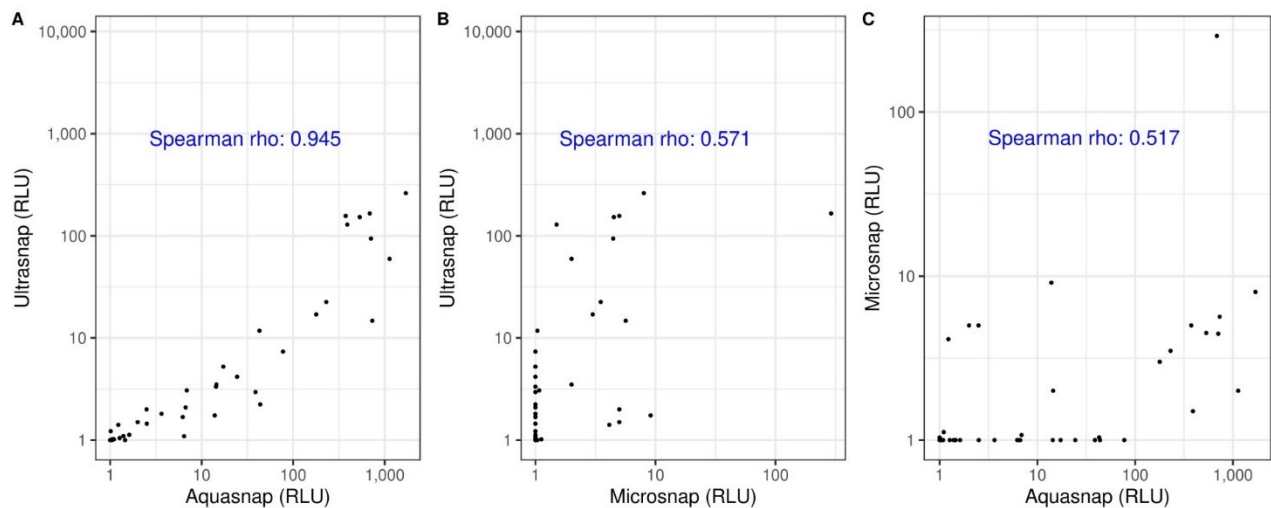 A
10,000
1,000
100
10
1
Ultrasnap (RLU)
Spearman rho: 0.945
1
10
100
1,000
Aquasnap (RLU)
B
10,000
1,000
100
10
1
Ultrasnap (RLU)
Spearman rho: 0.571
1
10
100
Microsnap (RLU)
C
100
10
1
Microsnap (RLU)
Spearman rho: 0.517
1
10
100
1,000
Aquasnap (RLU)